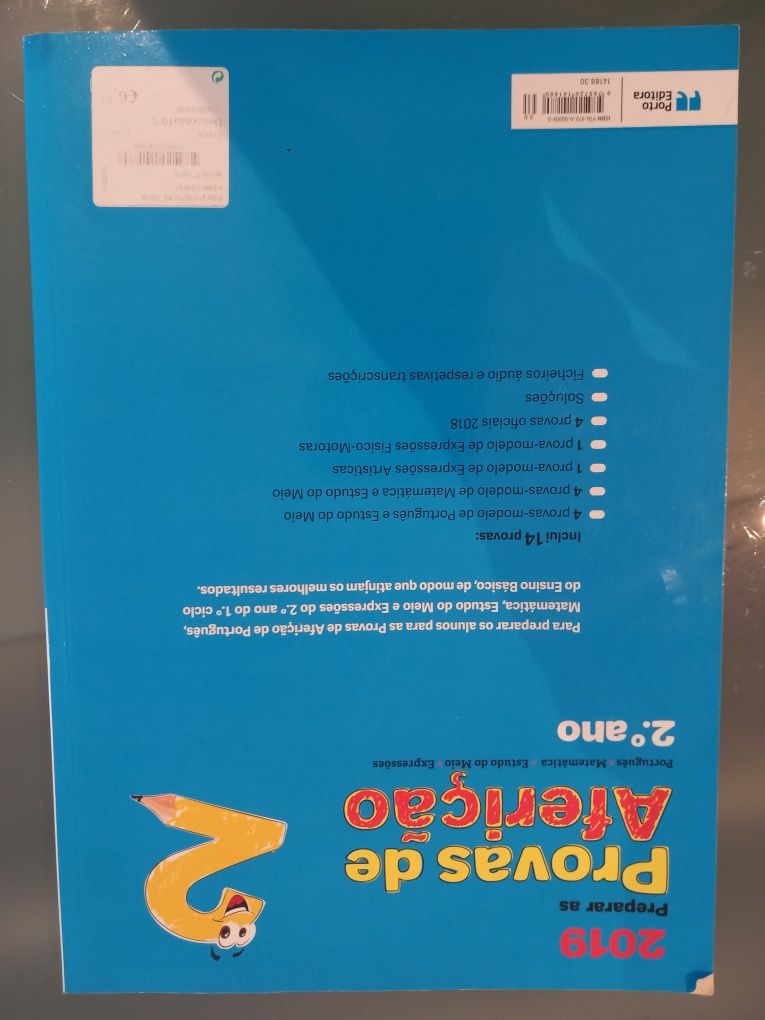 2019
Preparar as
Provas de
Aferição
Português • Matemática • Estudo do Meio • Expressões
2.º ano
Para preparar os alunos para as Provas de Aferição de Português,
Matemática, Estudo do Meio e Expressões do 2.º ano do 1.º ciclo
do Ensino Básico, de modo que atinjam os melhores resultados.
Inclui 14 provas:
4 provas-modelo de Português e Estudo do Meio
4 provas-modelo de Matemática e Estudo do Meio
1 prova-modelo de Expressões Artísticas
1 prova-modelo de Expressões Físico-Motoras
4 provas oficiais 2018
Soluções
Ficheiros áudio e respetivas transcrições
Porto
Editora
14188.30
30
Desconto10 %